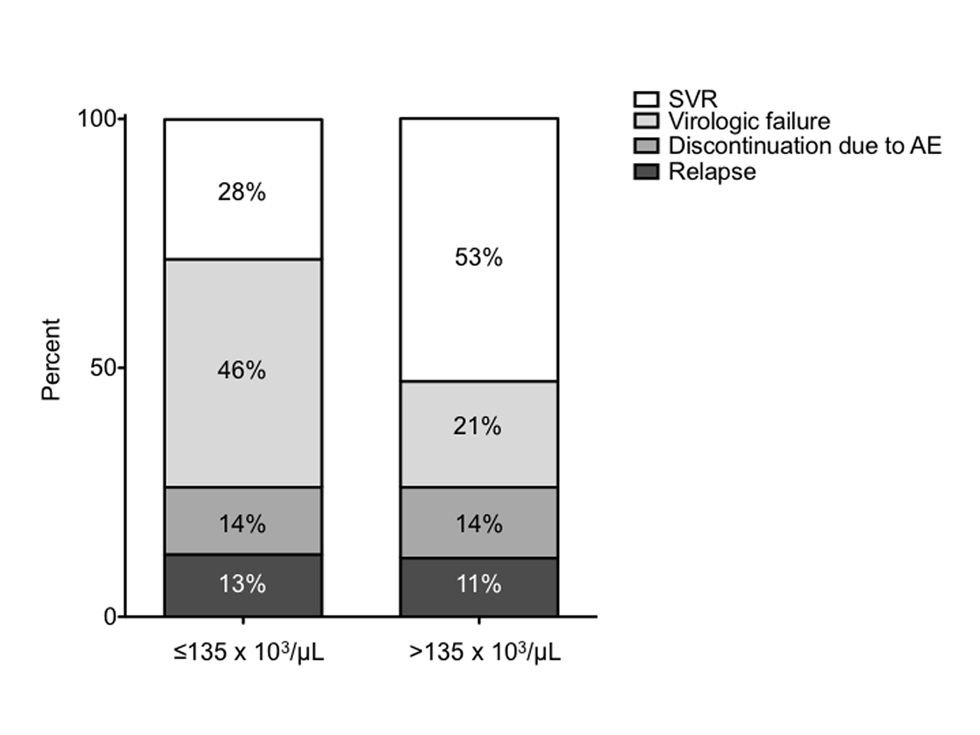 SVR
Virologic failure
Discontinuation due to AE
Relapse
Percent
100
50
0
28%
46%
14%
13%
53%
21%
14%
11%
≤135 x 10³/µL
>135 x 10³/µL